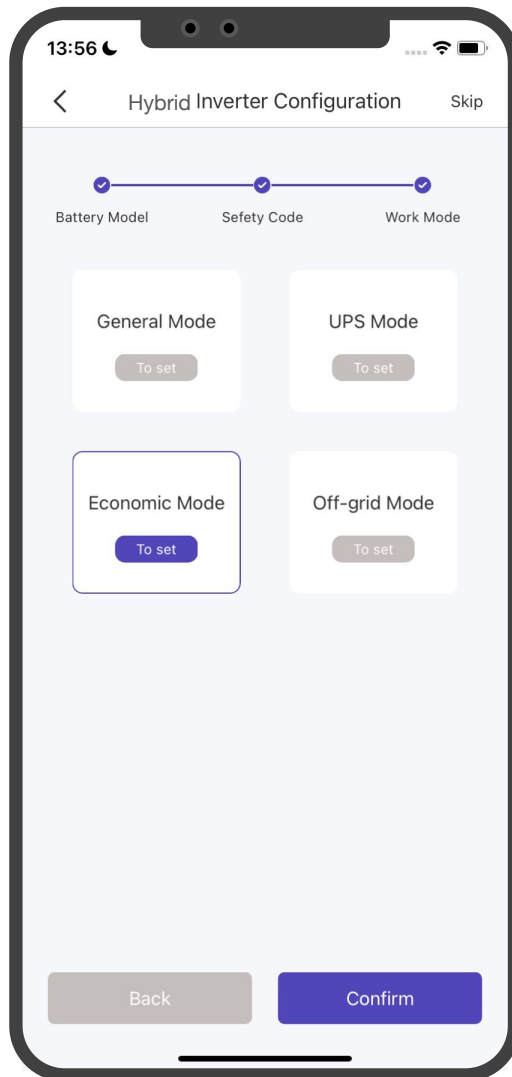 13:56
Hybrid Inverter Configuration Skip
Battery Model Sefety Code Work Mode
General Mode UPS Mode
To set To set
Economic Mode Off-grid Mode
To set To set
Back Confirm